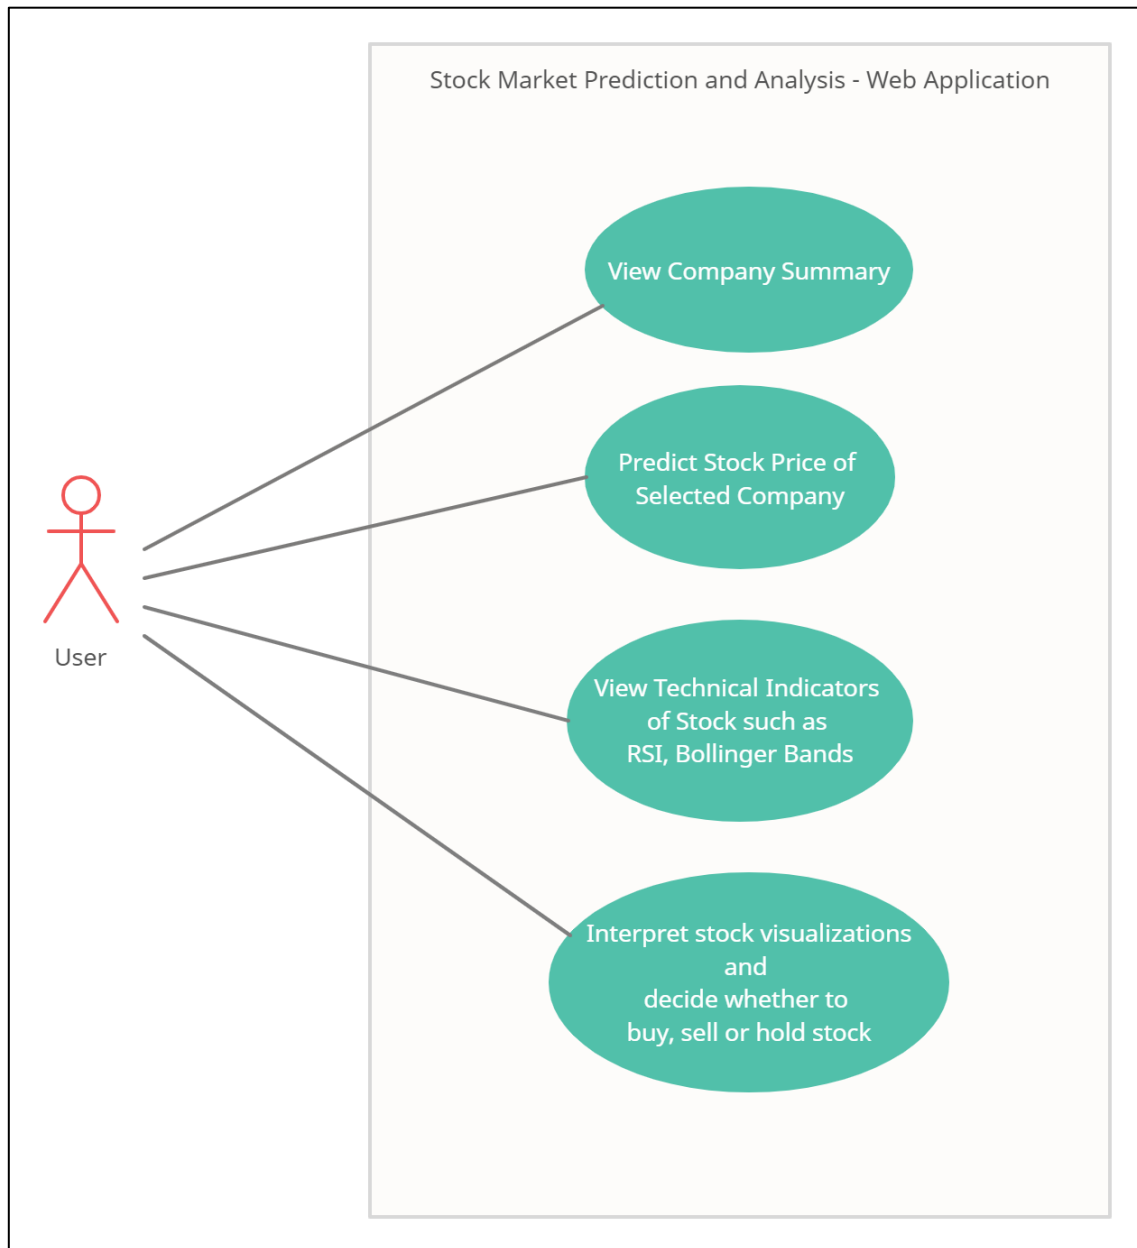 Stock Market Prediction and Analysis - Web Application
View Company Summary
Predict Stock Price of
Selected Company
User
View Technical Indicators
of Stock such as
RSI, Bollinger Bands
Interpret stock visualizations
and
decide whether to
buy, sell or hold stock